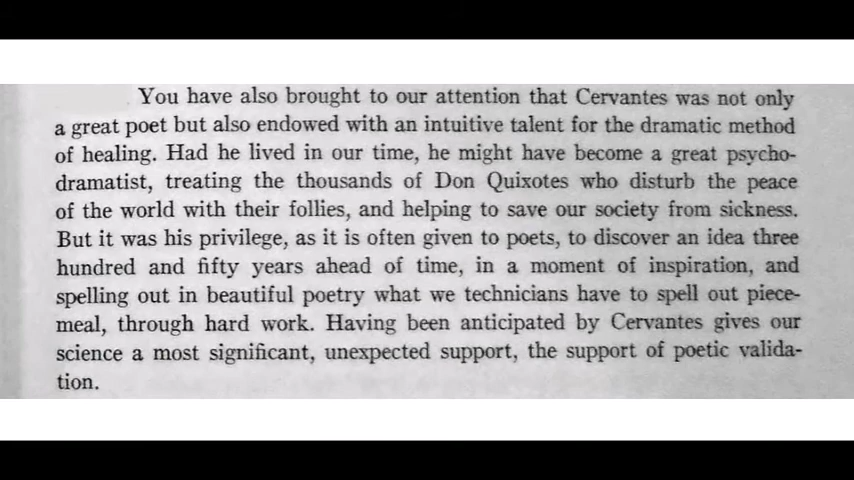 You have also brought to our attention that Cervantes was not only
a great poet but also endowed with an intuitive talent for the dramatic method
of healing. Had he lived in our time, he might have become a great psycho-
dramatist, treating the thousands of Don Quixotes who disturb the peace
of the world with their follies, and helping to save our society from sickness.
But it was his privilege, as it is often given to poets, to discover an idea three
hundred and fifty years ahead of time, in a moment of inspiration, and
spelling out in beautiful poetry what we technicians have to spell out piece-
meal, through hard work. Having been anticipated by Cervantes gives our
science a most significant, unexpected support, the support of poetic valida-
tion.